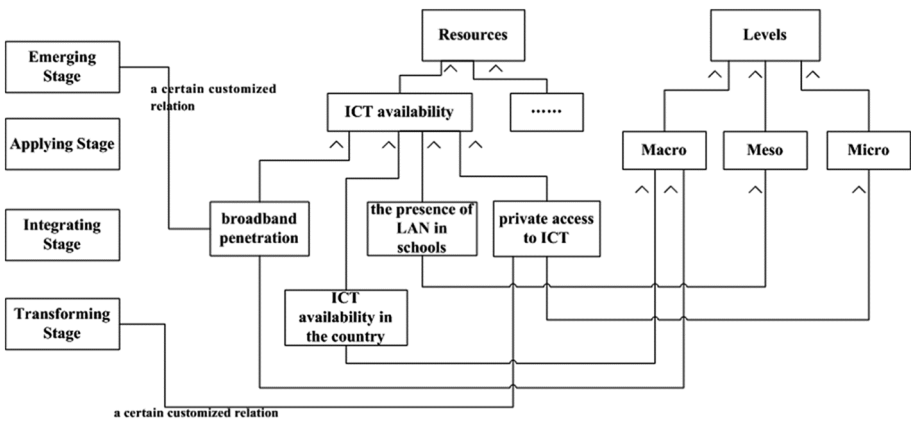 Resources
Levels
Emerging
Stage
a certain customized
relation
ICT availability
......
Applying Stage
Macro
Meso
Micro
broadband
penetration
the presence of
LAN in
schools
private access
to ICT
Integrating
Stage
ICT
availability in
the country
Transforming
Stage
a certain customized relation